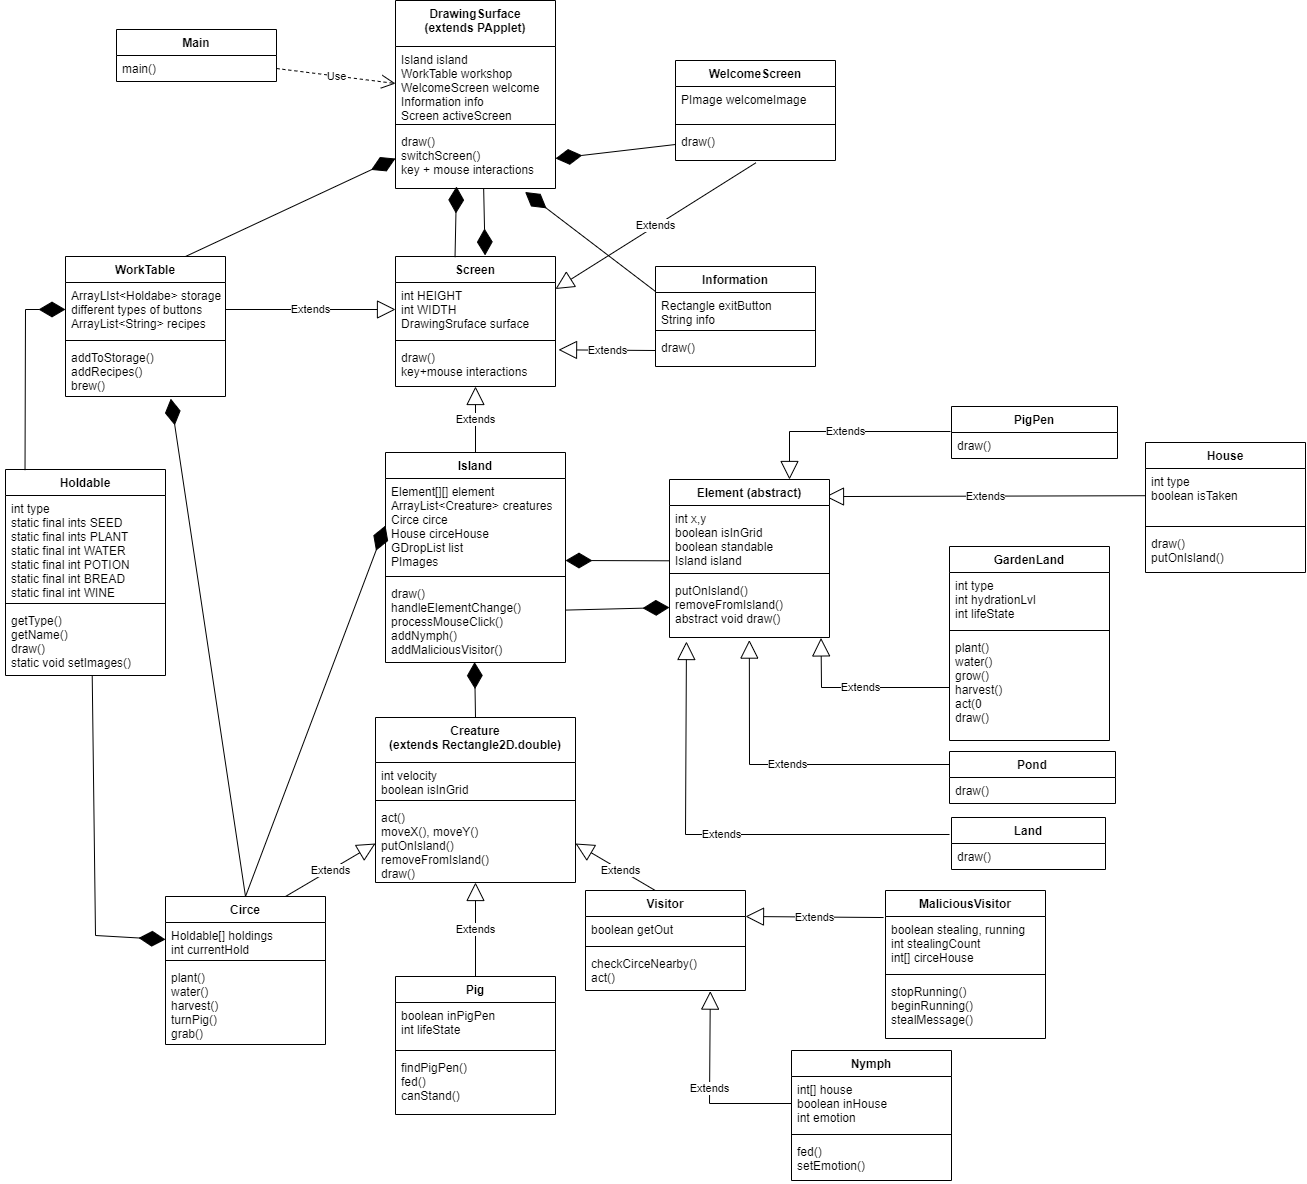 DrawingSurface
(extends PApplet)
Island island
WorkTable workshop
WelcomeScreen welcome
Information info
Screen activeScreen
draw()
switchScreen()
key + mouse interactions
Main
main()
Use
WelcomeScreen
PImage welcomeImage
draw()
Extends
WorkTable
ArrayLIst<Holdabe> storage
different types of buttons
ArrayList<String> recipes
addToStorage()
addRecipes()
brew()
Extends
Screen
int HEIGHT
int WIDTH
DrawingSruface surface
draw()
key+mouse interactions
Information
Rectangle exitButton
String info
draw()
Extends
Extends
Holdable
int type
static final ints SEED
static final ints PLANT
static final int WATER
static final int POTION
static final int BREAD
static final int WINE
getType()
getName()
draw()
static void setImages()
Island
Element[][] element
ArrayList<Creature> creatures
Circe circe
House circeHouse
GDropList list
PImages
draw()
handleElementChange()
processMouseClick()
addNymph()
addMaliciousVisitor()
Element (abstract)
int x,y
boolean isInGrid
boolean standable
Island island
putOnIsland()
removeFromIsland()
abstract void draw()
PigPen
draw()
Extends
House
int type
boolean isTaken
draw()
putOnIsland()
Extends
GardenLand
int type
int hydrationLvl
int lifeState
plant()
water()
grow()
harvest()
act(0
draw()
Extends
Pond
draw()
Extends
Land
draw()
Extends
Creature
(extends Rectangle2D.double)
int velocity
boolean isInGrid
act()
moveX(), moveY()
putOnIsland()
removeFromIsland()
draw()
Extends
Extends
Extends
Circe
Holdable[] holdings
int currentHold
plant()
water()
harvest()
turnPig()
grab()
Pig
boolean inPigPen
int lifeState
findPigPen()
fed()
canStand()
Visitor
boolean getOut
checkCirceNearby()
act()
Extends
MaliciousVisitor
boolean stealing, running
int stealingCount
int[] circeHouse
stopRunning()
beginRunning()
stealMessage()
Extends
Nymph
int[] house
boolean inHouse
int emotion
fed()
setEmotion()